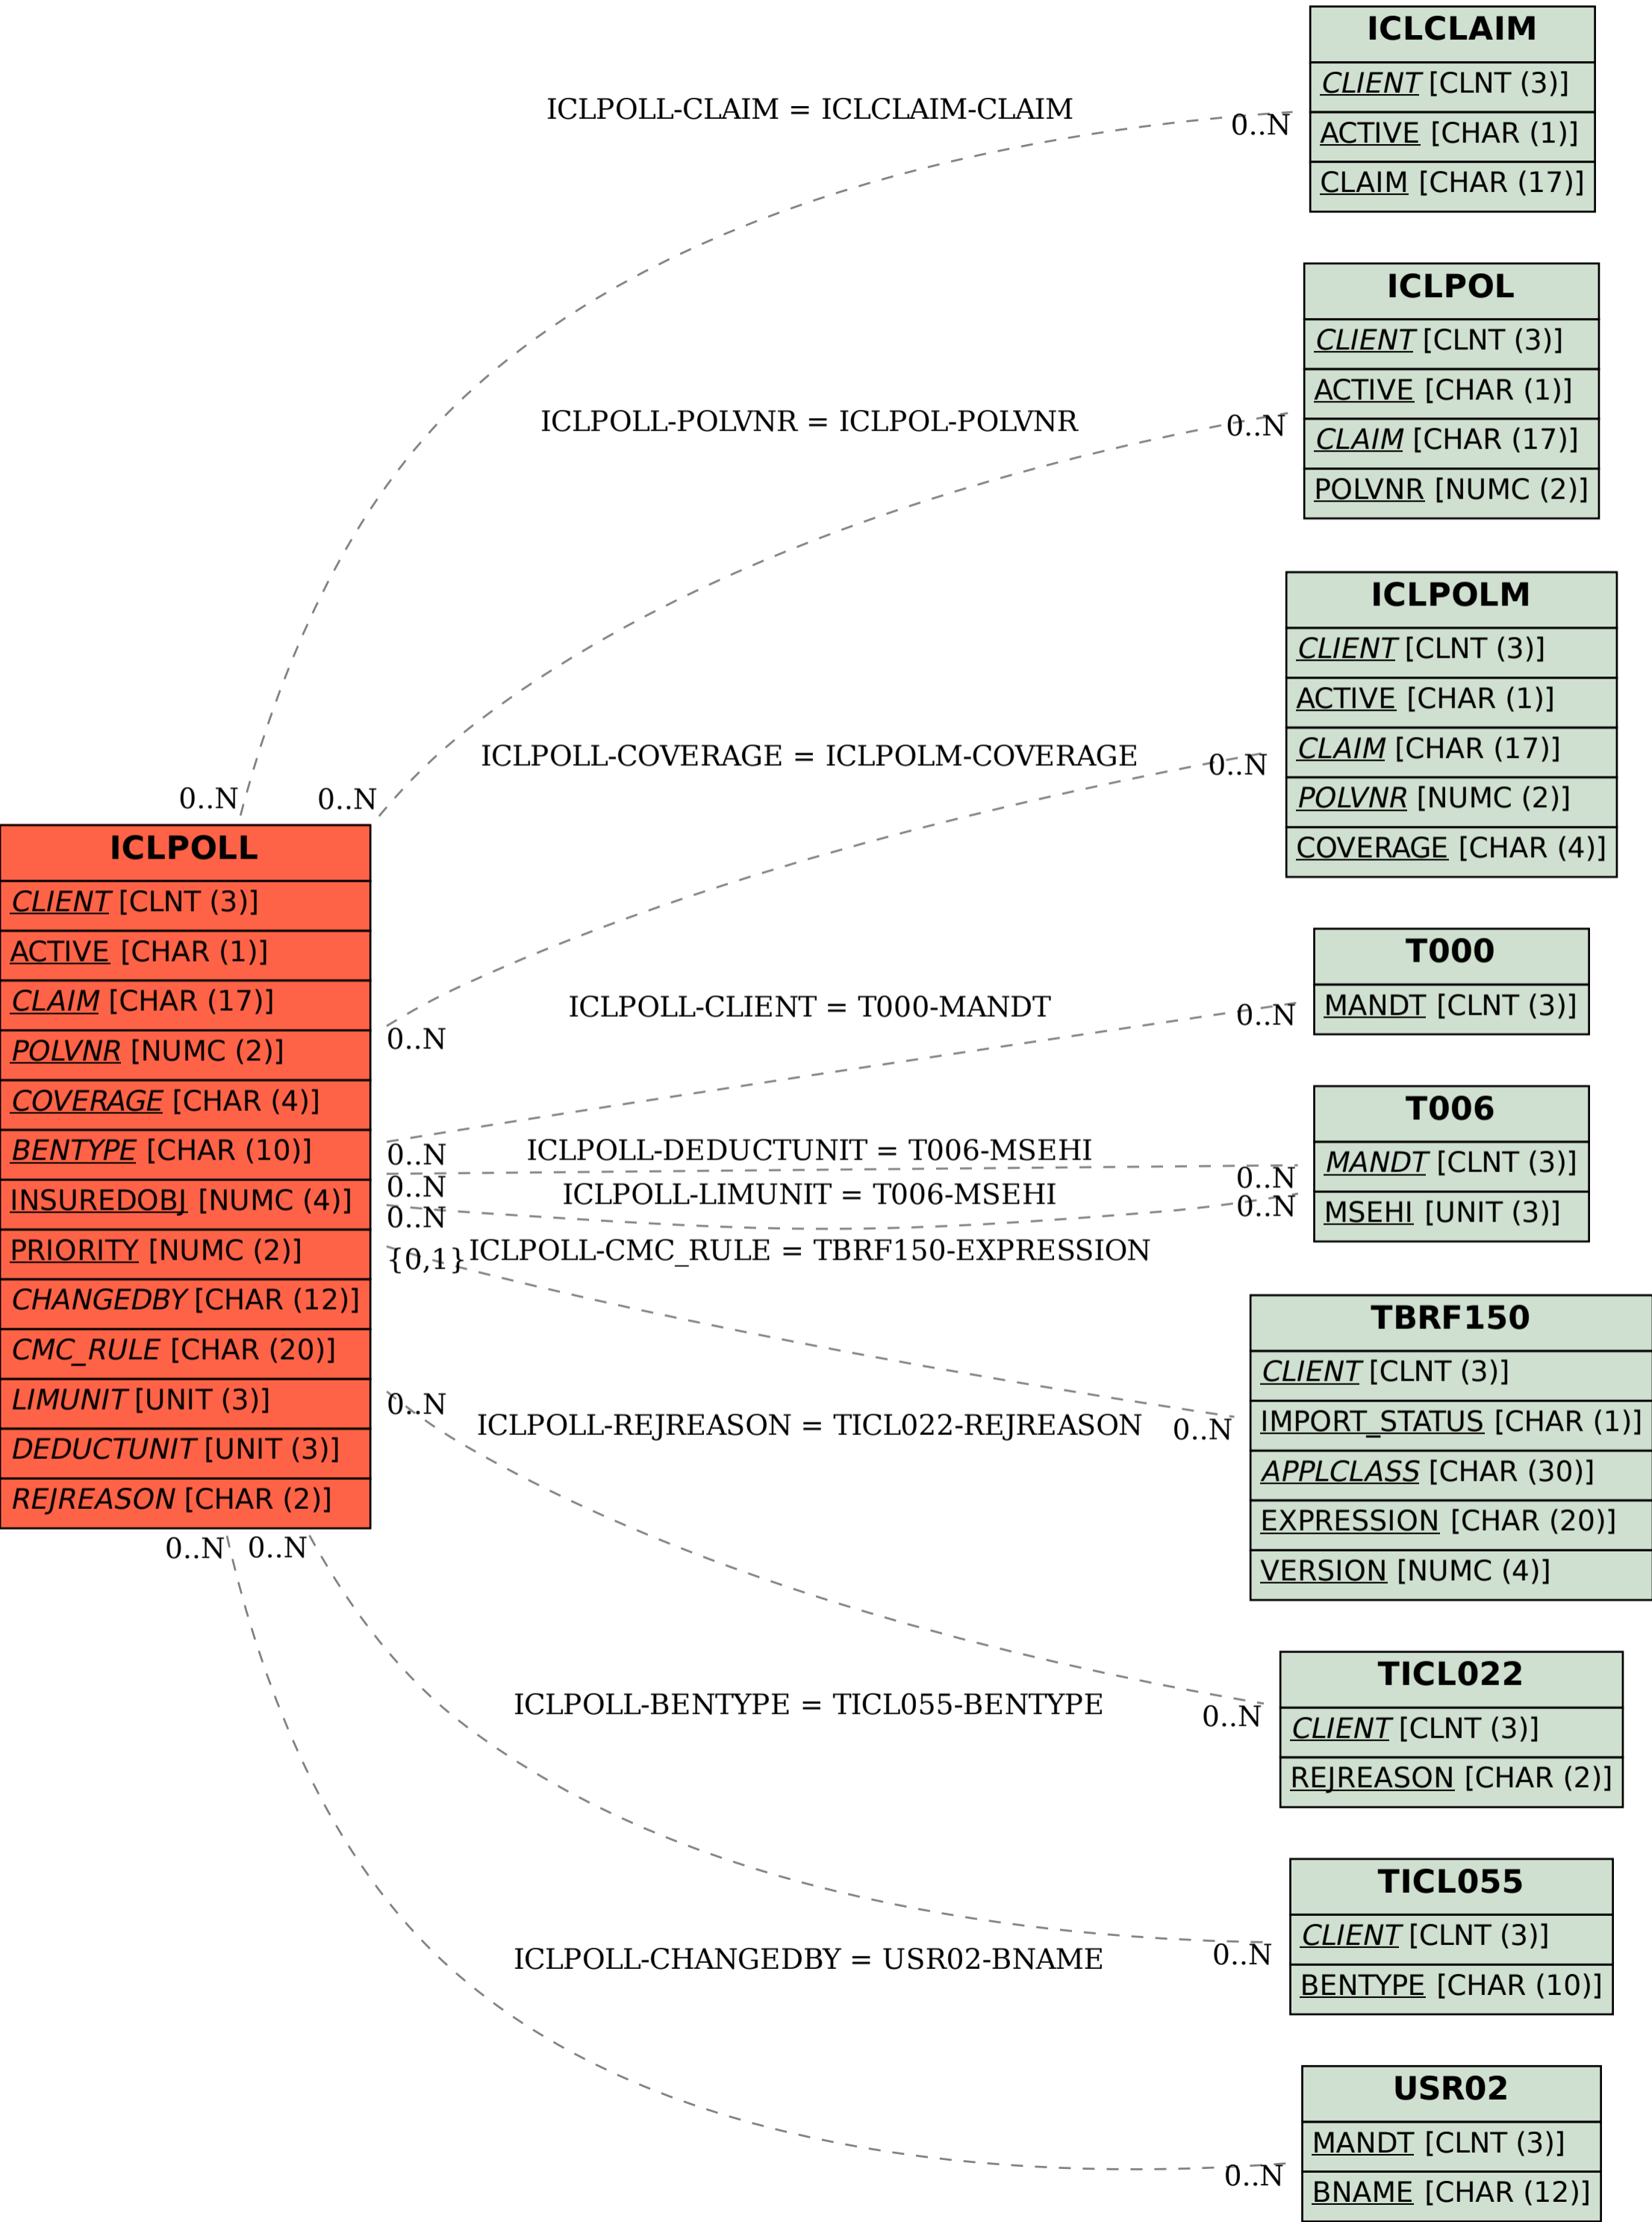 ICLCLAIM
CLIENT [CLNT (3)]
ACTIVE [CHAR (1)]
CLAIM [CHAR (17)]
ICLPOLL-CLAIM = ICLCLAIM-CLAIM
0..N
0..N
ICLPOL
CLIENT [CLNT (3)]
ACTIVE [CHAR (1)]
CLAIM [CHAR (17)]
POLVNR [NUMC (2)]
ICLPOLL-POLVNR = ICLPOL-POLVNR
0..N
0..N
ICLPOLM
CLIENT [CLNT (3)]
ACTIVE [CHAR (1)]
CLAIM [CHAR (17)]
POLVNR [NUMC (2)]
COVERAGE [CHAR (4)]
ICLPOLL-COVERAGE = ICLPOLM-COVERAGE
0..N
0..N
ICLPOLL
CLIENT [CLNT (3)]
ACTIVE [CHAR (1)]
CLAIM [CHAR (17)]
POLVNR [NUMC (2)]
COVERAGE [CHAR (4)]
BENTYPE [CHAR (10)]
INSUREDOBJ [NUMC (4)]
PRIORITY [NUMC (2)]
CHANGEDBY [CHAR (12)]
CMC_RULE [CHAR (20)]
LIMUNIT [UNIT (3)]
DEDUCTUNIT [UNIT (3)]
REJREASON [CHAR (2)]
T000
MANDT [CLNT (3)]
ICLPOLL-CLIENT = T000-MANDT
0..N
0..N
T006
MANDT [CLNT (3)]
MSEHI [UNIT (3)]
ICLPOLL-DEDUCTUNIT = T006-MSEHI
0..N
0..N
ICLPOLL-LIMUNIT = T006-MSEHI
0..N
0..N
ICLPOLL-CMC_RULE = TBRF150-EXPRESSION
{0,1}
0..N
TBRF150
CLIENT [CLNT (3)]
IMPORT_STATUS [CHAR (1)]
APPLCLASS [CHAR (30)]
EXPRESSION [CHAR (20)]
VERSION [NUMC (4)]
ICLPOLL-REJREASON = TICL022-REJREASON
0..N
0..N
TICL022
CLIENT [CLNT (3)]
REJREASON [CHAR (2)]
ICLPOLL-BENTYPE = TICL055-BENTYPE
0..N
0..N
TICL055
CLIENT [CLNT (3)]
BENTYPE [CHAR (10)]
ICLPOLL-CHANGEDBY = USR02-BNAME
0..N
0..N
USR02
MANDT [CLNT (3)]
BNAME [CHAR (12)]